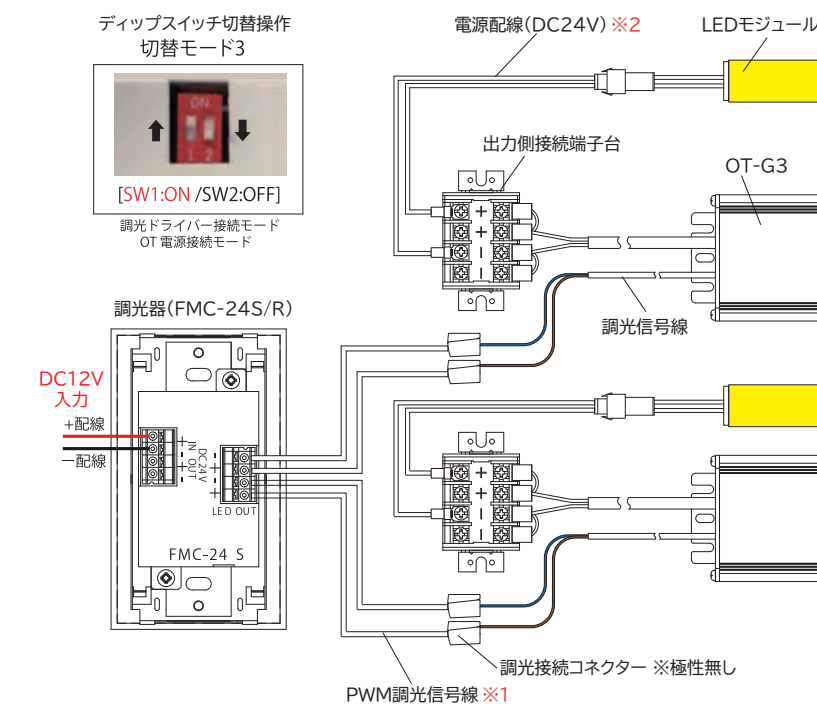 ディップスイッチ切替操作
切替モード3
ON
1 2
[SW1:ON /SW2:OFF]
調光ドライバー接続モード
OT 電源接続モード
電源配線(DC24V) ※2
LEDモジュール
出力側接続端子台
OT-G3
+
+
-
-
調光信号線
調光器(FMC-24S/R)
DC12V
入力
+配線
-配線
+ - + -
IN OUT
DC24V
- + - +
LED OUT
FMC-24 S
+
+
-
-
調光接続コネクター ※極性無し
PWM調光信号線 ※1